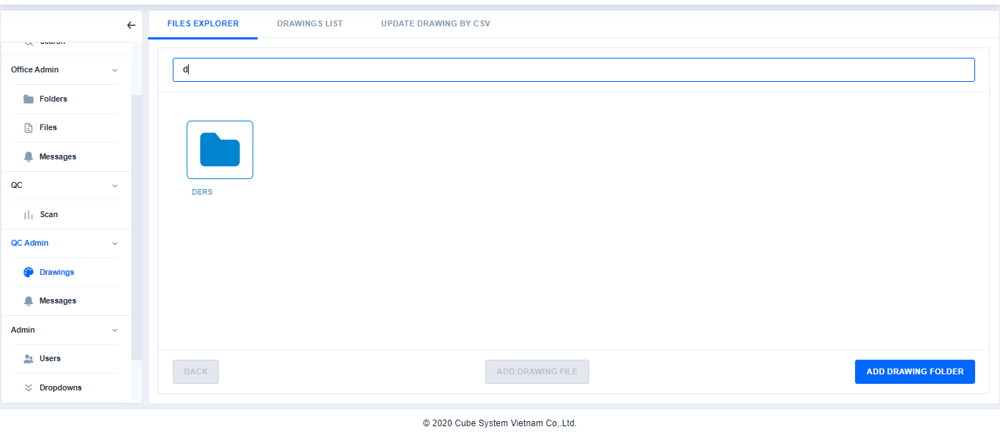 FILES EXPLORER
DRAWINGS LIST
UPDATE DRAWING BY CSV
Search
Office Admin
Folders
Files
Messages
QC
Scan
QC Admin
Drawings
Messages
Admin
Users
Dropdowns
d
DERS
BACK
ADD DRAWING FILE
ADD DRAWING FOLDER
© 2020 Cube System Vietnam Co,.Ltd.